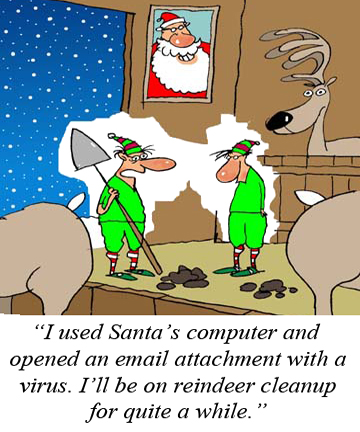 “I used Santa’s computer and
opened an email attachment with a
virus. I’ll be on reindeer cleanup
for quite a while.”